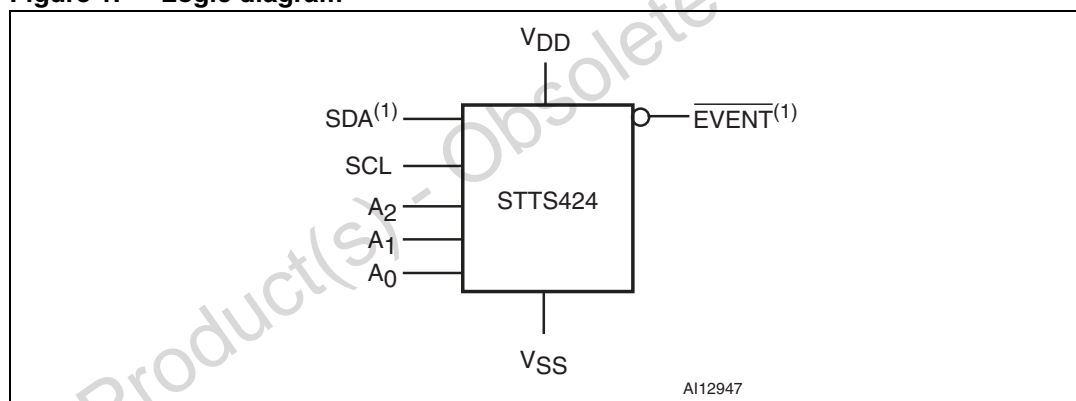 Figure 1. Logic diagram
VDD
SDA(1)
EVENT(1)
SCL
A2
STTS424
A1
A0
VSS
AI12947
Product(s) - Obsolete